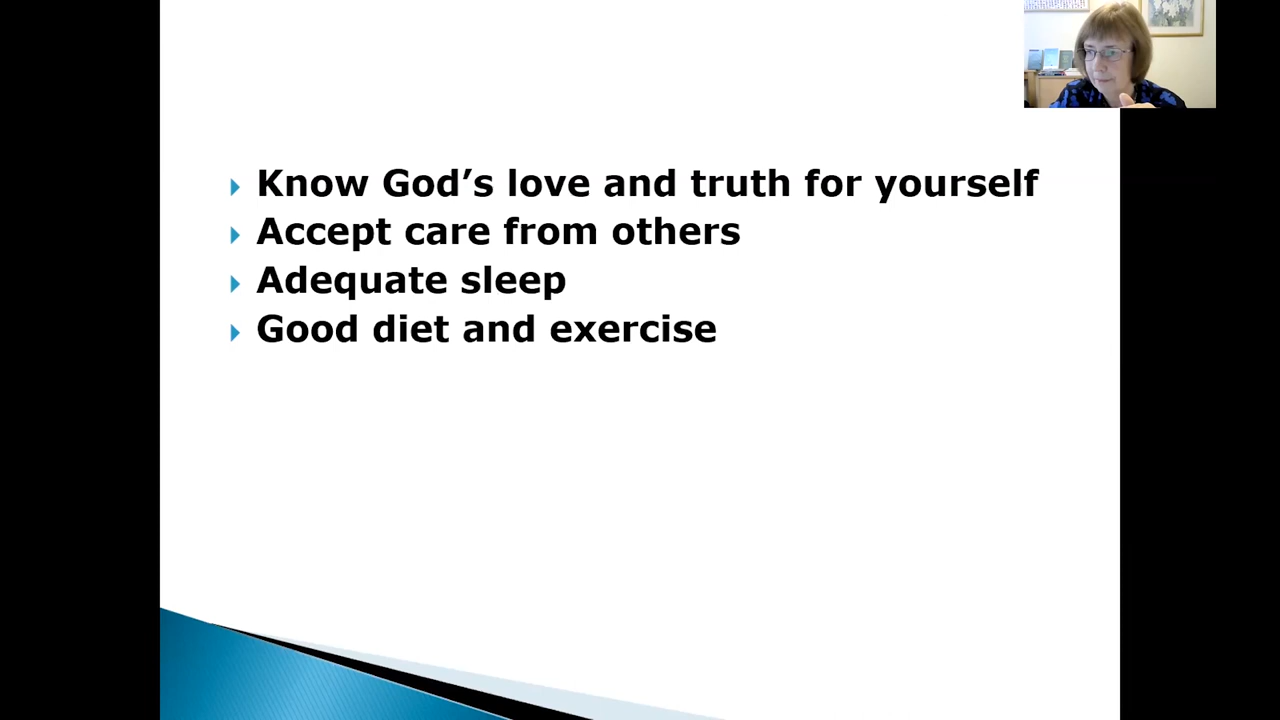 Know God’s love and truth for yourself
Accept care from others
Adequate sleep
Good diet and exercise